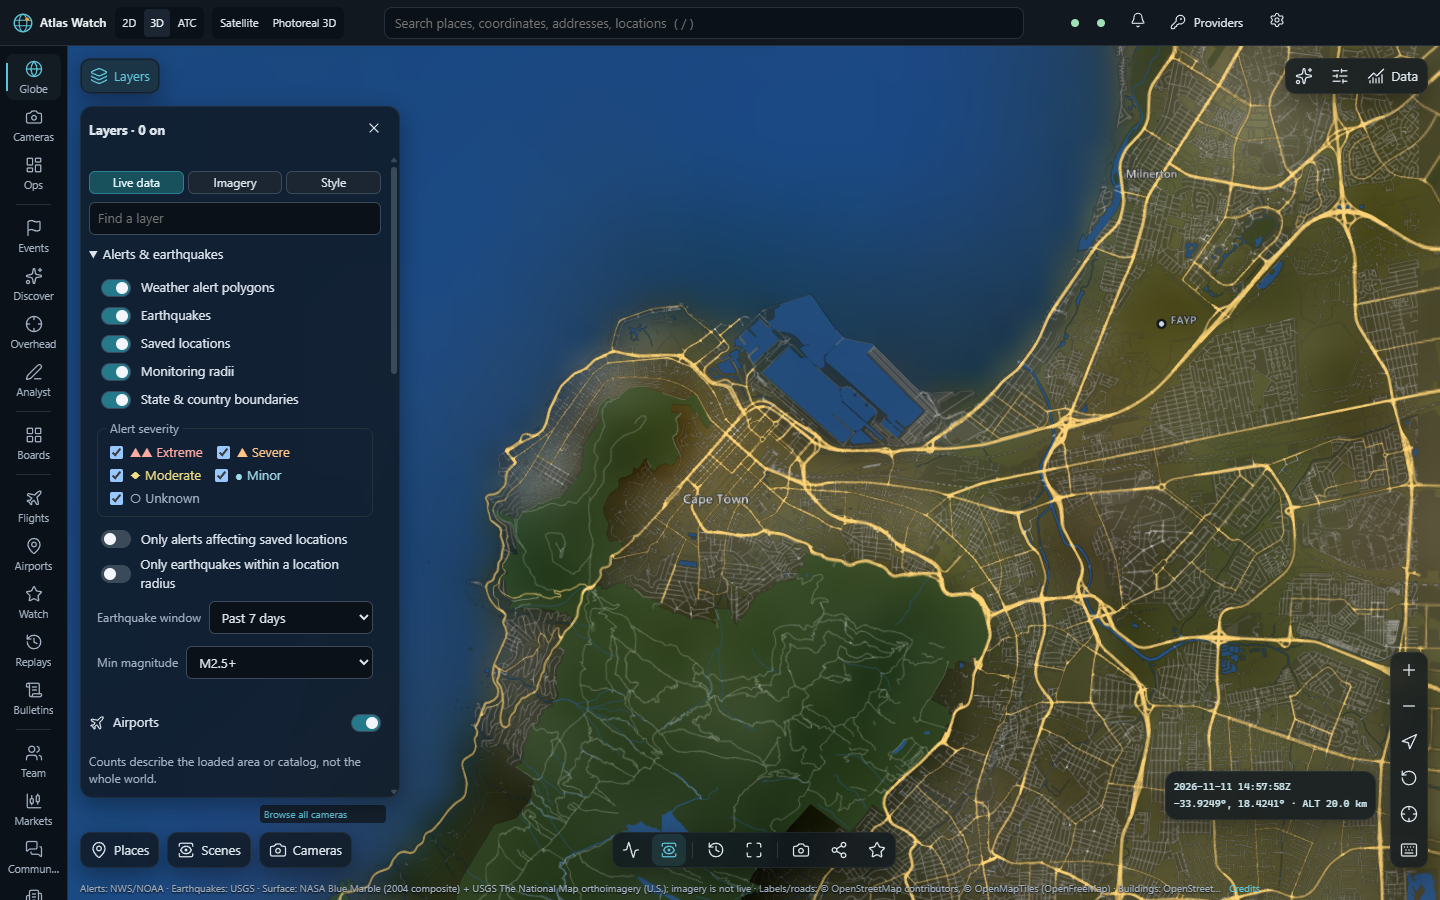 Atlas Watch
2D
3D
ATC
Satellite
Photoreal 3D
Search places, coordinates, addresses, locations ( / )
Providers
Globe
Cameras
Ops
Events
Discover
Overhead
Analyst
Boards
Flights
Airports
Watch
Replays
Bulletins
Team
Markets
Commun...
Layers
Layers · 0 on
Live data
Imagery
Style
Find a layer
Alerts & earthquakes
Weather alert polygons
Earthquakes
Saved locations
Monitoring radii
State & country boundaries
Alert severity
Extreme
Severe
Moderate
Minor
Unknown
Only alerts affecting saved locations
Only earthquakes within a location
radius
Earthquake window
Past 7 days
Min magnitude
M2.5+
Airports
Counts describe the loaded area or catalog, not the
whole world.
Browse all cameras
Places
Scenes
Cameras
Data
Milnerton
FAYP
Cape Town
2026-11-11 14:57:58Z
-33.9249°, 18.4241° · ALT 20.0 km
Alerts: NWS/NOAA · Earthquakes: USGS · Surface: NASA Blue Marble (2004 composite) + USGS The National Map orthoimagery (U.S.); imagery is not live · Labels/roads: © OpenStreetMap contributors, © OpenMapTiles (OpenFreeMap) · Buildings: OpenStreet...
Credits